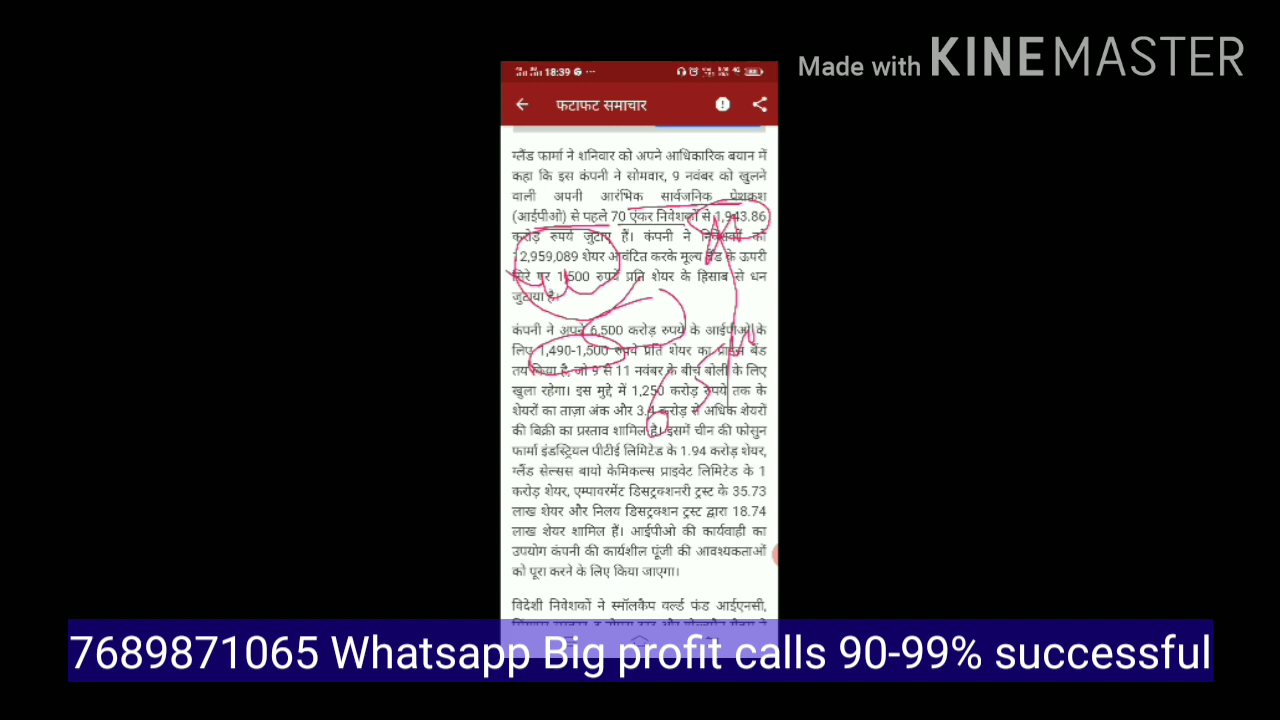 Made with KINEMASTER
18:39
फटाफट समाचार
ग्लैंड फार्मा ने शनिवार को अपने आधिकारिक बयान में
कहा कि इस कंपनी ने सोमवार, 9 नवंबर को खुलने
वाली अपनी आरंभिक सार्वजनिक पेशकश
(आईपीओ) से पहले 70 एंकर निवेशकों से 1,943.86
करोड़ रुपये जुटाए हैं। कंपनी ने निवेशकों को
12,959,089 शेयर आवंटित करके मूल्य बैंड के ऊपरी
सिरे पर 1,500 रुपये प्रति शेयर के हिसाब से धन
जुटाया है।
कंपनी ने अपने 6,500 करोड़ रुपये के आईपीओ के
लिए 1,490-1,500 रुपये प्रति शेयर का प्राइस बैंड
तय किया है, जो 9 से 11 नवंबर के बीच बोली के लिए
खुला रहेगा। इस मुद्दे में 1,250 करोड़ रुपये तक के
शेयरों का ताज़ा अंक और 3.4 करोड़ से अधिक शेयरों
की बिक्री का प्रस्ताव शामिल है। इसमें चीन की फोसुन
फार्मा इंडस्ट्रियल पीटीई लिमिटेड के 1.94 करोड़ शेयर,
ग्लैंड सेल्सस बायो केमिकल्स प्राइवेट लिमिटेड के 1
करोड़ शेयर, एम्पावरमेंट डिसट्रक्शनरी ट्रस्ट के 35.73
लाख शेयर और निलय डिसट्रक्शन ट्रस्ट द्वारा 18.74
लाख शेयर शामिल हैं। आईपीओ की कार्यवाही का
उपयोग कंपनी की कार्यशील पूंजी की आवश्यकताओं
को पूरा करने के लिए किया जाएगा।
विदेशी निवेशकों ने स्मॉलकैप वर्ल्ड फंड आईएनसी,
7689871065 Whatsapp Big profit calls 90-99% successful